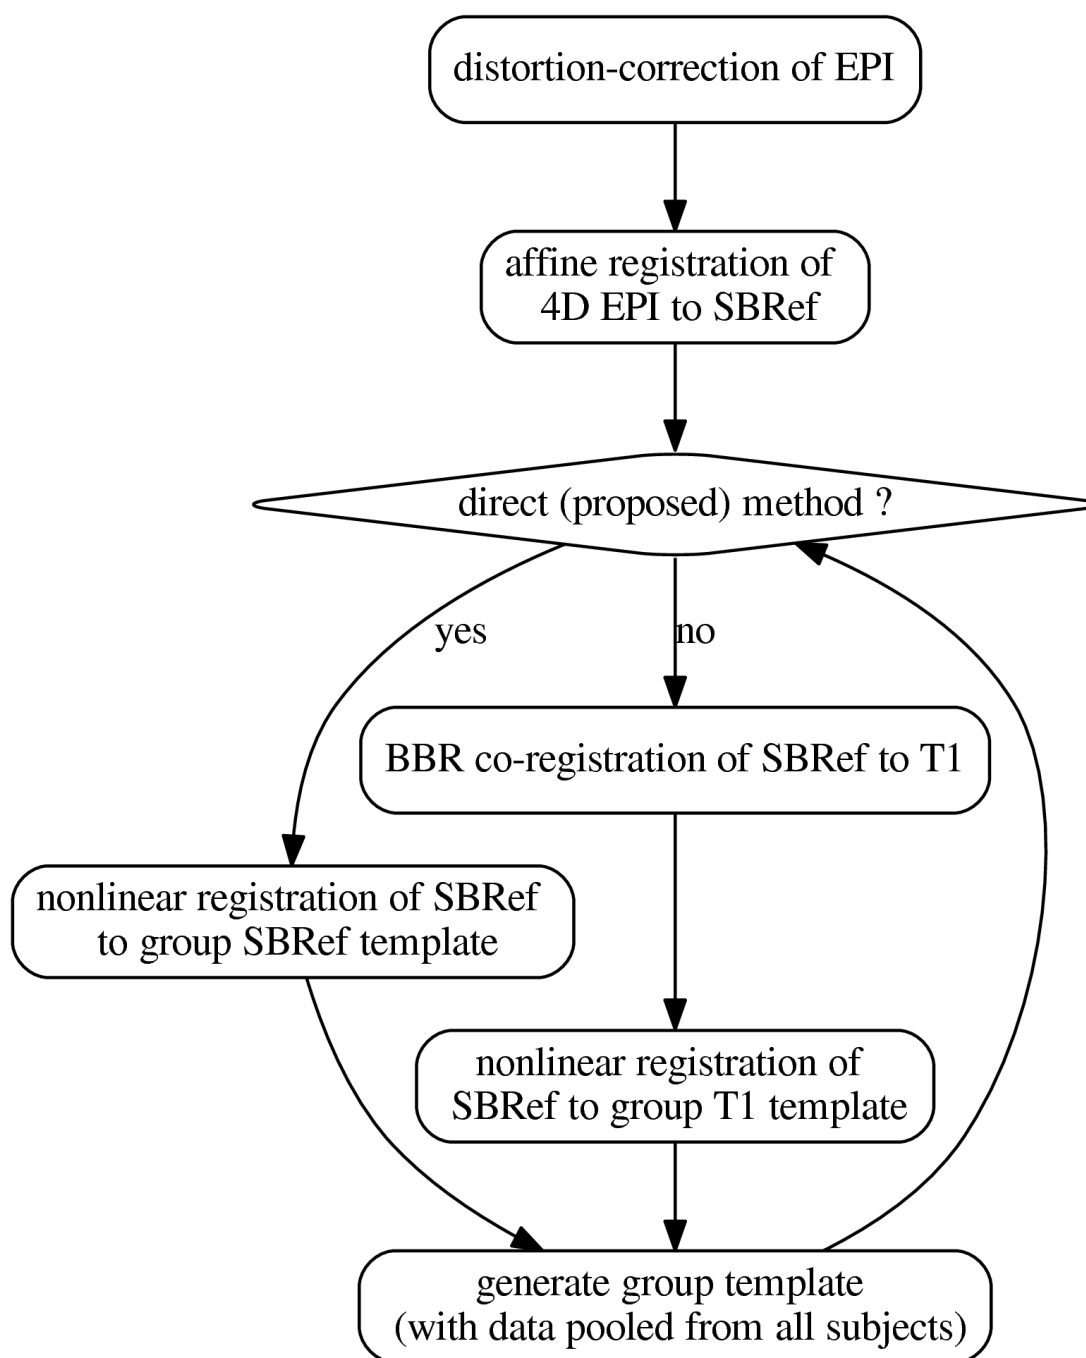 distortion-correction of EPI
affine registration of
4D EPI to SBRef
direct (proposed) method ?
yes
no
BBR co-registration of SBRef to T1
nonlinear registration of SBRef
to group SBRef template
nonlinear registration of
SBRef to group T1 template
generate group template
(with data pooled from all subjects)